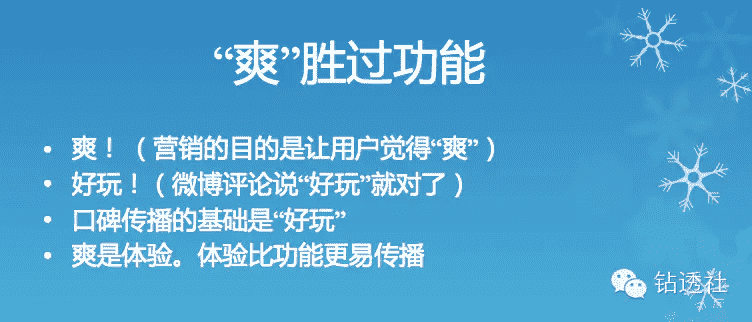 “爽”胜过功能
• 爽！（营销的目的是让用户觉得“爽”）
• 好玩！（微博评论说“好玩”就对了）
• 口碑传播的基础是“好玩”
• 爽是体验。体验比功能更易传播
钻透社